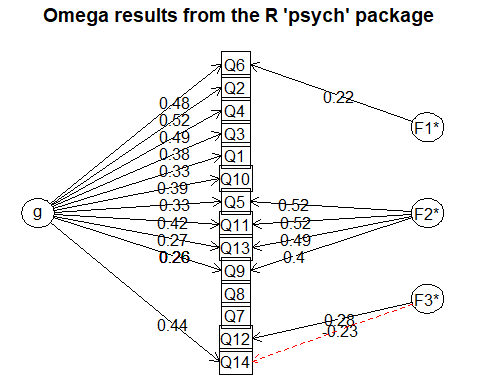 Omega results from the R 'psych' package
Q6
Q2
Q4
Q3
Q1
Q10
Q5
Q11
Q13
Q9
Q8
Q7
Q12
Q14
g
0.48
0.52
0.49
0.38
0.33
0.39
0.33
0.42
0.27
0.26
0.44
F1*
0.22
F2*
0.52
0.52
0.49
0.4
F3*
0.28
-0.23